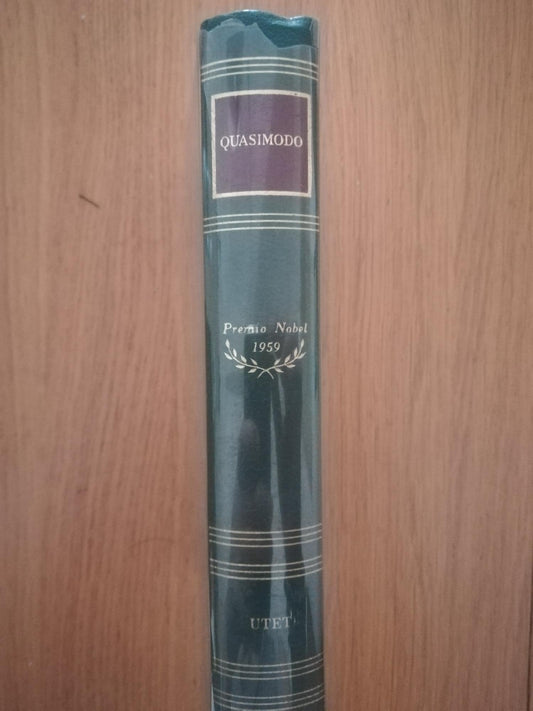 QUASIMODO
Premio Nobel
1959
UTET